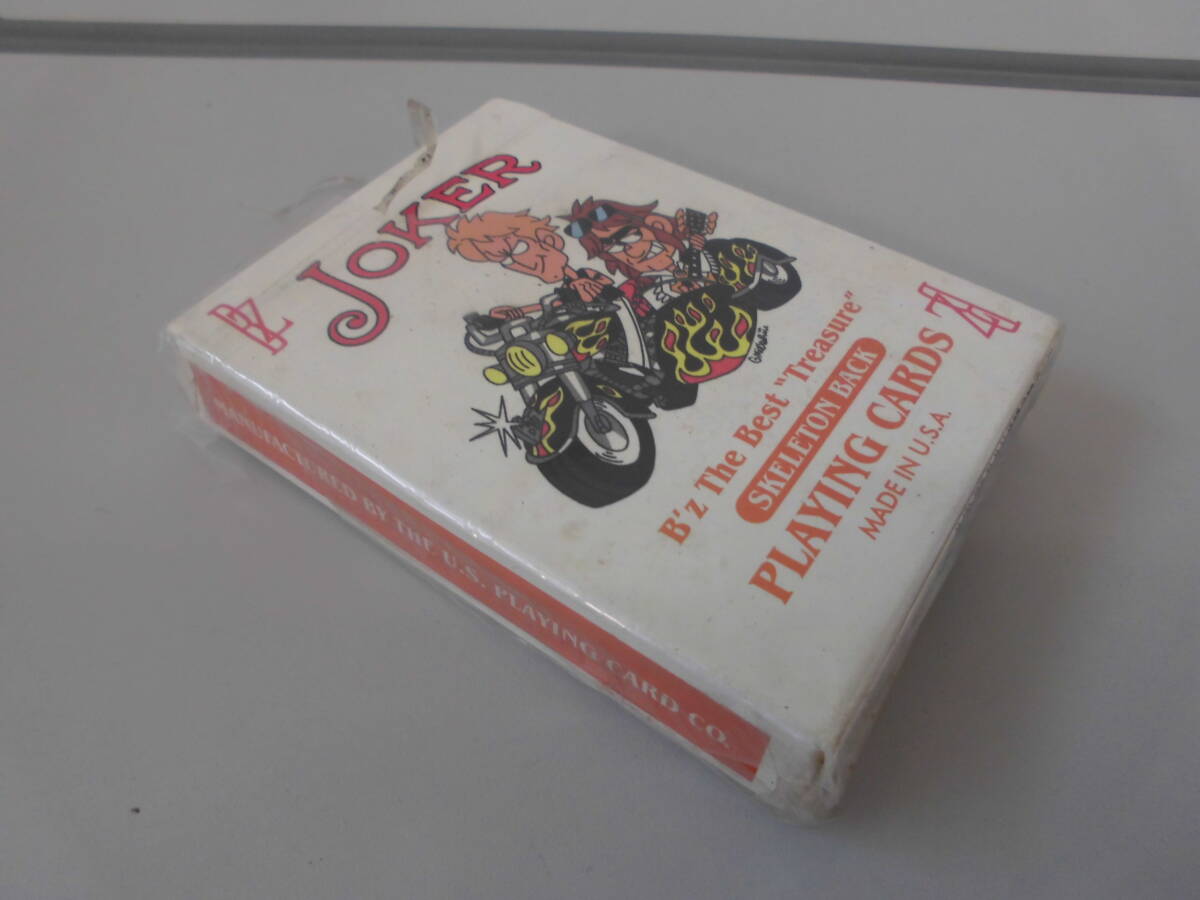 B'z
JOKER
B'z The Best "Treasure"
SKELETON BACK
PLAYING CARDS
MADE IN U.S.A.
MANUFACTURED BY THE U.S. PLAYING CARD CO.